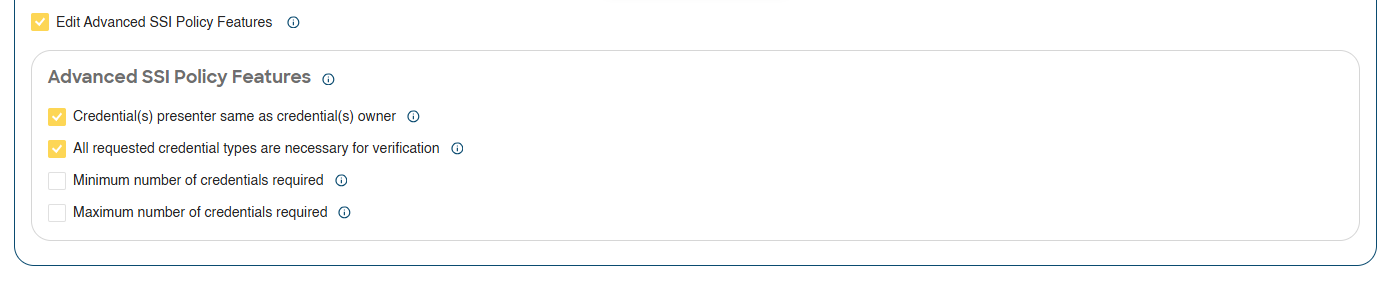 Edit Advanced SSI Policy Features
Advanced SSI Policy Features
Credential(s) presenter same as credential(s) owner
All requested credential types are necessary for verification
Minimum number of credentials required
Maximum number of credentials required